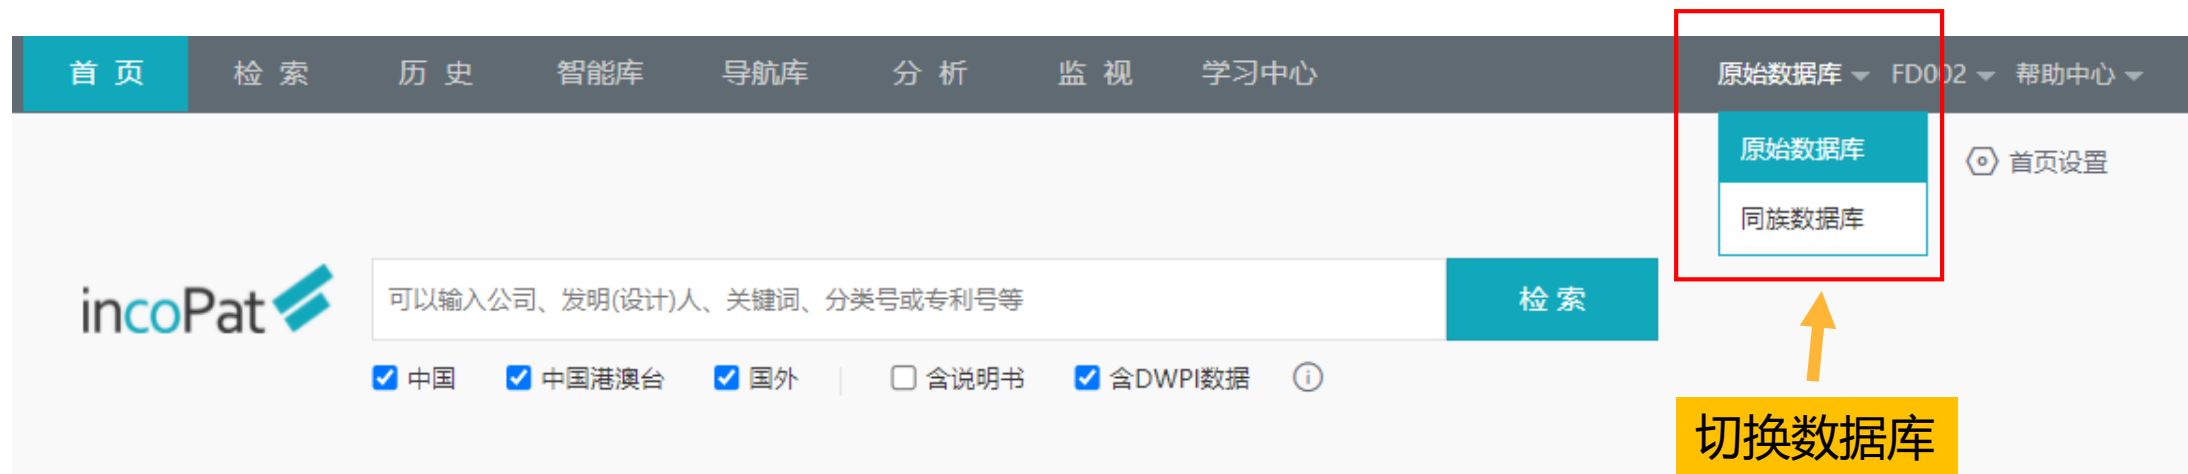 首页 检索 历史 智能库 导航库 分析 监视 学习中心 原始数据库 FD002 帮助中心
原始数据库
首页设置
同族数据库
incoPat
可以输入公司、发明(设计)人、关键词、分类号或专利号等
检索
中国 中国港澳台 国外 含说明书 含DWPI数据
切换数据库